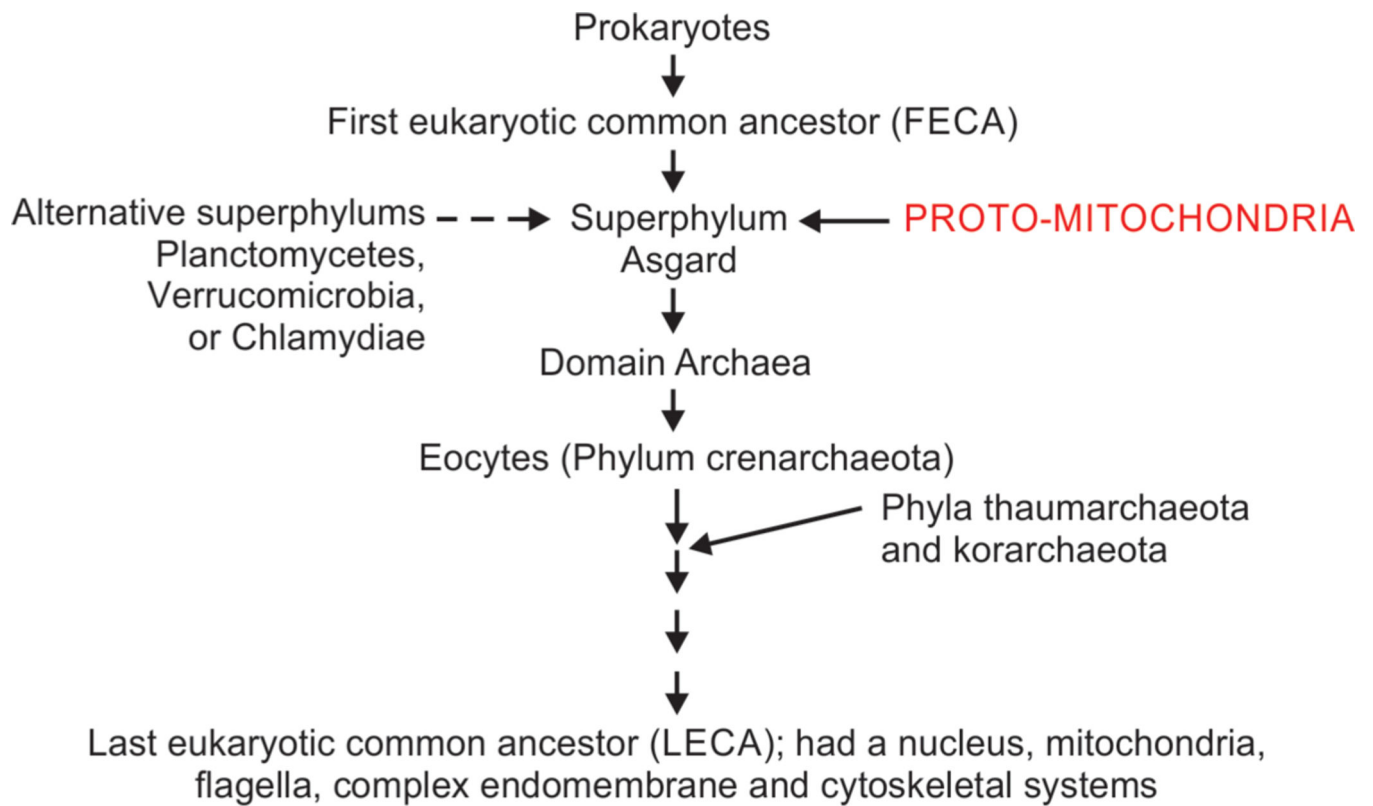 Prokaryotes
First eukaryotic common ancestor (FECA)
Alternative superphylums
Planctomycetes,
Verrucomicrobia,
or Chlamydiae
Superphylum
Asgard
PROTO-MITOCHONDRIA
Domain Archaea
Eocytes (Phylum crenarchaeota)
Phyla thaumarchaeota
and korarchaeota
Last eukaryotic common ancestor (LECA); had a nucleus, mitochondria,
flagella, complex endomembrane and cytoskeletal systems